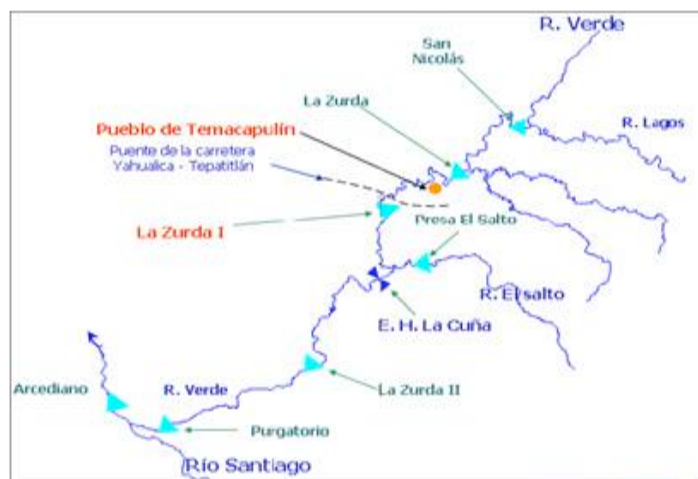 R. Verde
San
Nicolás
La Zurda
R. Lagos
Pueblo de Temacapulín
Puente de la carretera
Yahualica - Tepatitlán
La Zurda I
Presa El Salto
R. El salto
E. H. La Cuña
Arcediano
R. Verde
La Zurda II
Purgatorio
Río Santiago